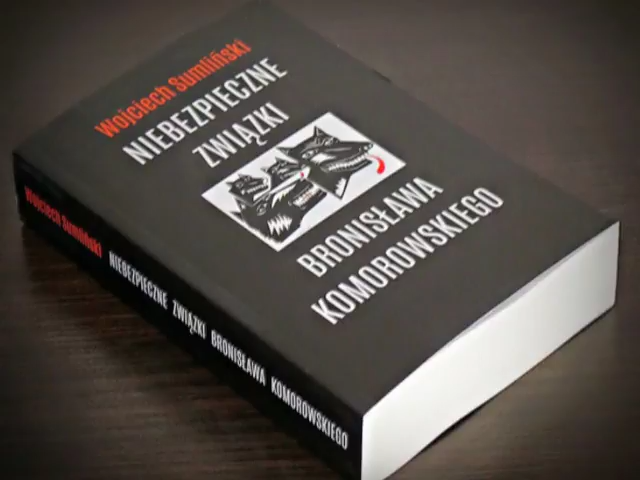 Wojciech Sumliński
NIEBEZPIECZNE
ZWIĄZKI
BRONISŁAWA
KOMOROWSKIEGO
Wojciech Sumliński NIEBEZPIECZNE ZWIĄZKI BRONISŁAWA KOMOROWSKIEGO